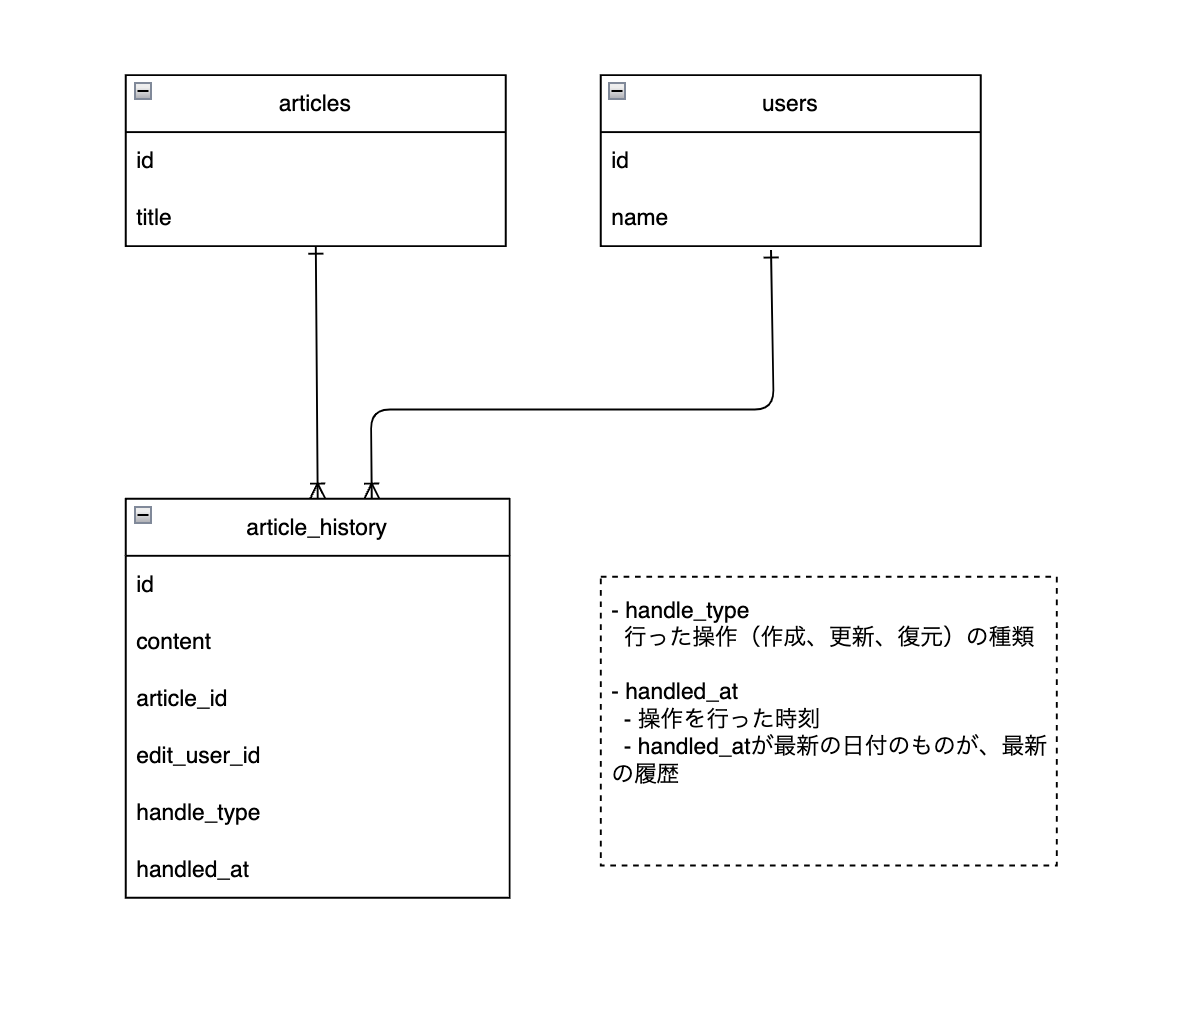 articles
id
title
users
id
name
article_history
id
content
article_id
edit_user_id
handle_type
handled_at
- handle_type
行った操作（作成、更新、復元）の種類
- handled_at
- 操作を行った時刻
- handled_atが最新の日付のものが、最新
の履歴